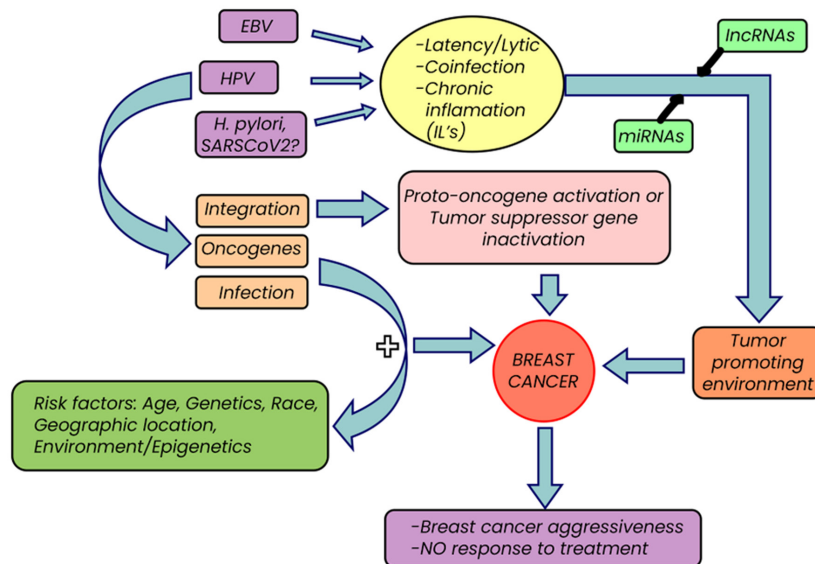 EBV
HPV
H. pylori,
SARSCoV2?
-Latency/Lytic
-Coinfection
-Chronic
inflamation
(IL's)
lncRNAs
miRNAs
Integration
Oncogenes
Infection
Proto-oncogene activation or
Tumor suppressor gene
inactivation
BREAST
CANCER
Tumor
promoting
environment
Risk factors: Age, Genetics, Race,
Geographic location,
Environment/Epigenetics
-Breast cancer aggressiveness
-NO response to treatment